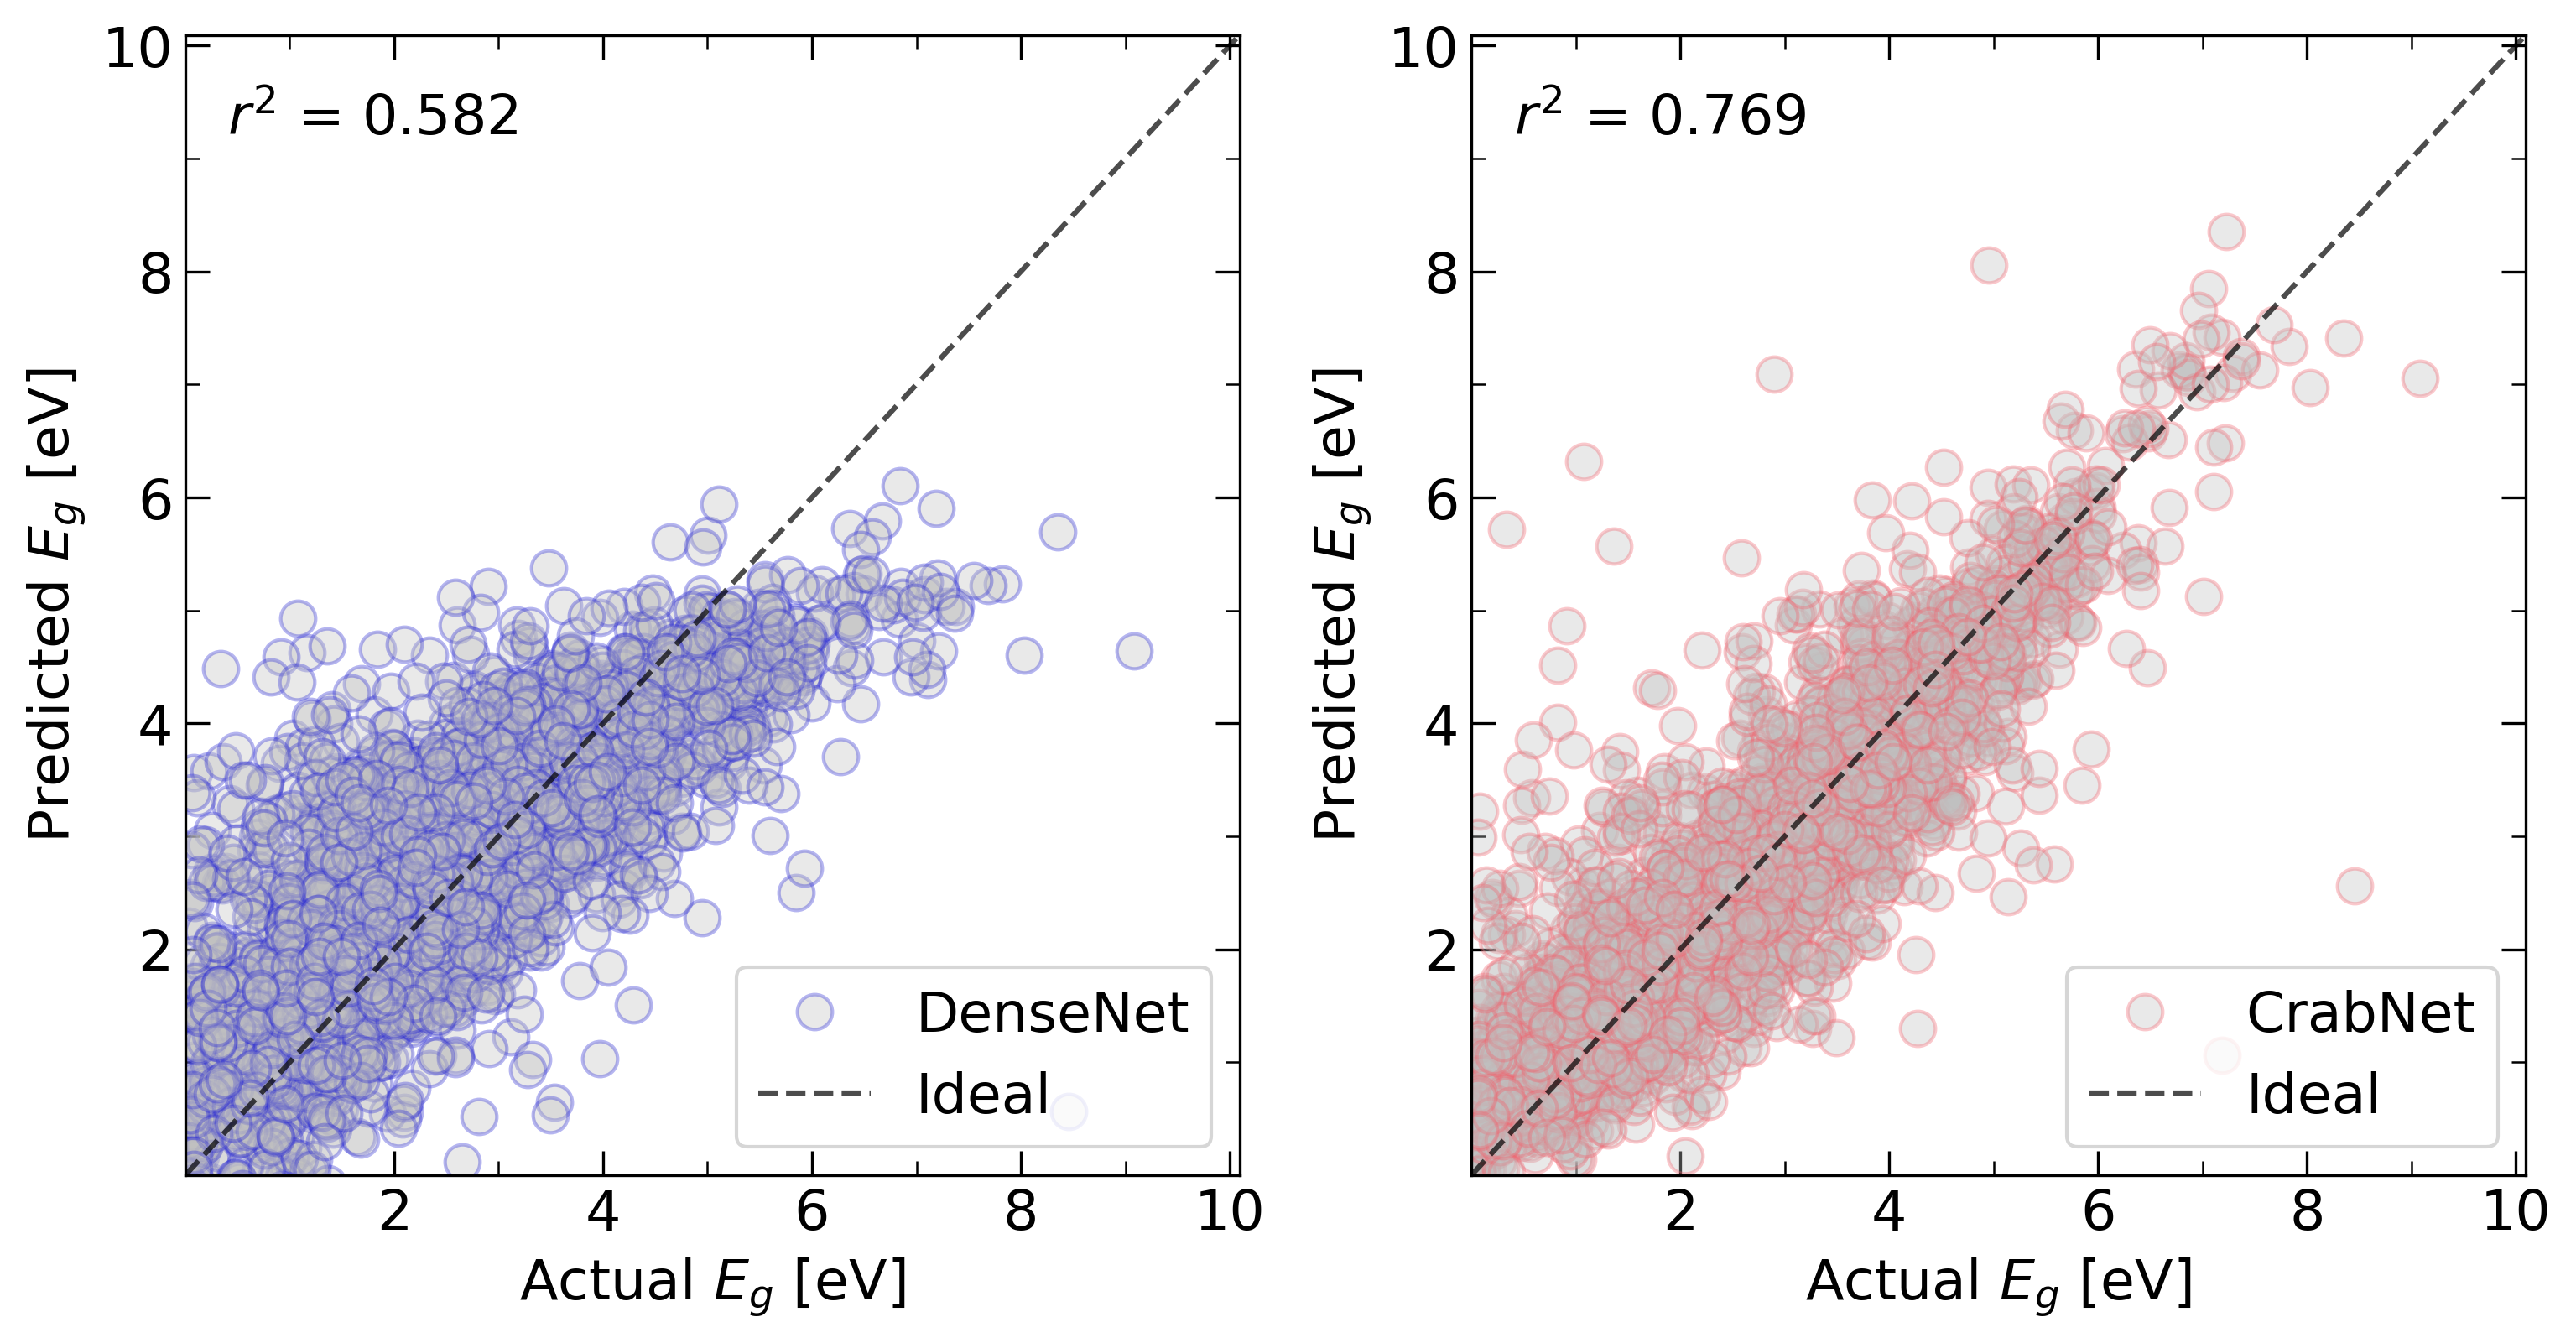 r² = 0.582
Predicted E_g [eV]
10
8
6
4
2
2 4 6 8 10
Actual E_g [eV]
DenseNet
Ideal
r² = 0.769
Predicted E_g [eV]
10
8
6
4
2
2 4 6 8 10
Actual E_g [eV]
CrabNet
Ideal